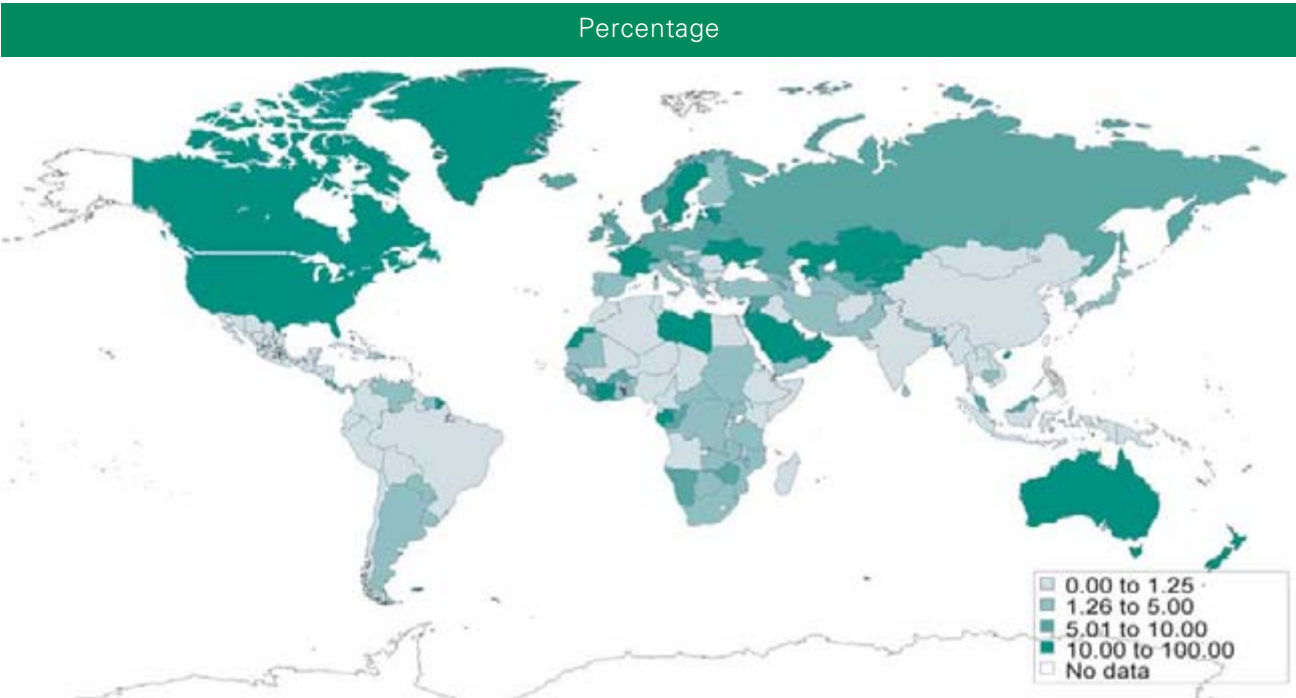 Percentage
0.00 to 1.25
1.26 to 5.00
5.01 to 10.00
10.00 to 100.00
No data